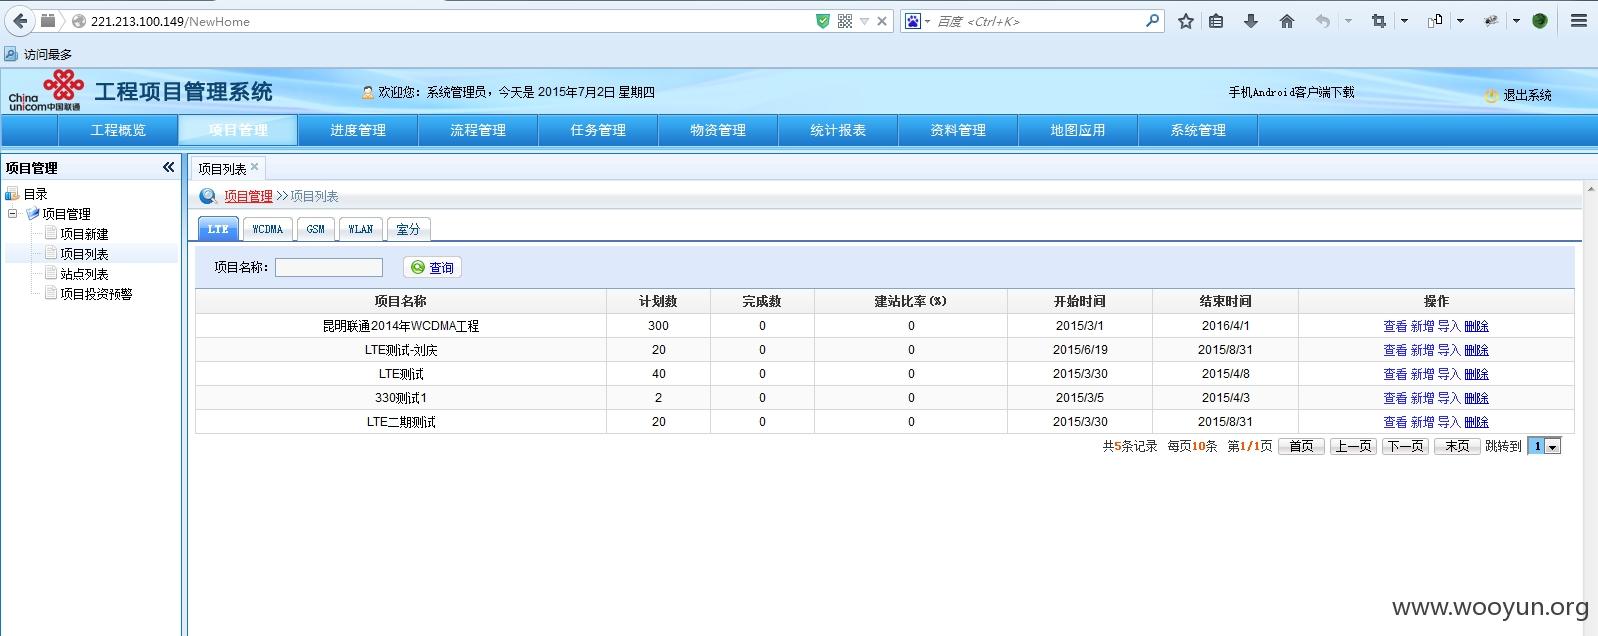 221.213.100.149/NewHome
百度 <Ctrl+K>
访问最多
China unicom中国联通
工程项目管理系统
欢迎您：系统管理员，今天是 2015年7月2日 星期四
手机Android客户端下载
退出系统
工程概览 项目管理 进度管理 流程管理 任务管理 物资管理 统计报表 资料管理 地图应用 系统管理
项目管理
目录
项目管理
项目新建
项目列表
站点列表
项目投资预警
项目列表
项目管理 >> 项目列表
LTE WCDMA GSM WLAN 室分
项目名称： 查询
项目名称 计划数 完成数 建站比率(%) 开始时间 结束时间 操作
昆明联通2014年WCDMA工程 300 0 0 2015/3/1 2016/4/1 查看 新增 导入 删除
LTE测试-刘庆 20 0 0 2015/6/19 2015/8/31 查看 新增 导入 删除
LTE测试 40 0 0 2015/3/30 2015/4/8 查看 新增 导入 删除
330测试1 2 0 0 2015/3/5 2015/4/3 查看 新增 导入 删除
LTE二期测试 20 0 0 2015/3/30 2015/8/31 查看 新增 导入 删除
共5条记录 每页10条 第1/1页 首页 上一页 下一页 末页 跳转到 1
www.wooyun.org